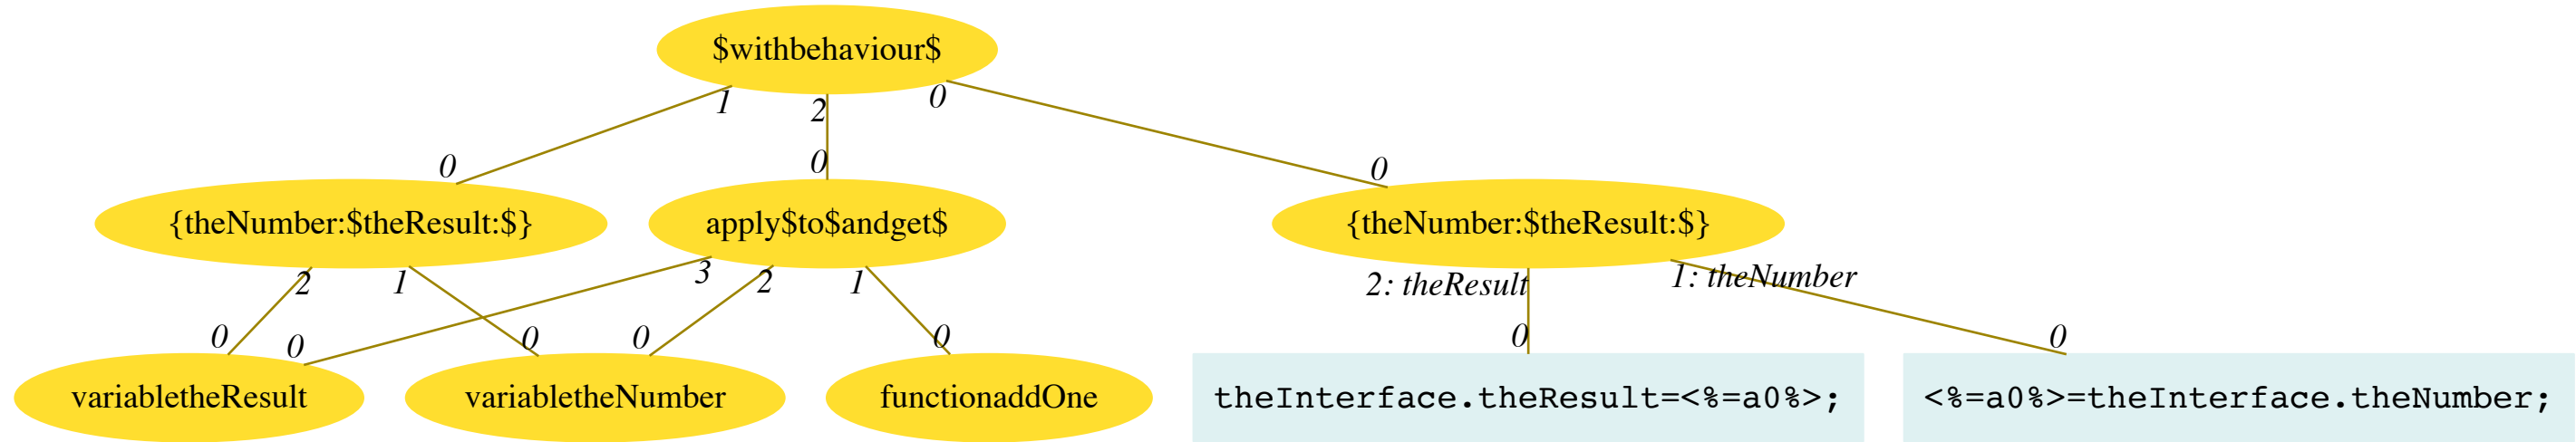 $withbehaviour$
1
2
0
0
0
0
{theNumber:$theResult:$}
apply$to$andget$
{theNumber:$theResult:$}
2
1
3
2
1
2: theResult
1: theNumber
0
0
0
0
0
0
0
variabletheResult
variabletheNumber
functionaddOne
theInterface.theResult=<%=a0%>;
<%=a0%>=theInterface.theNumber;